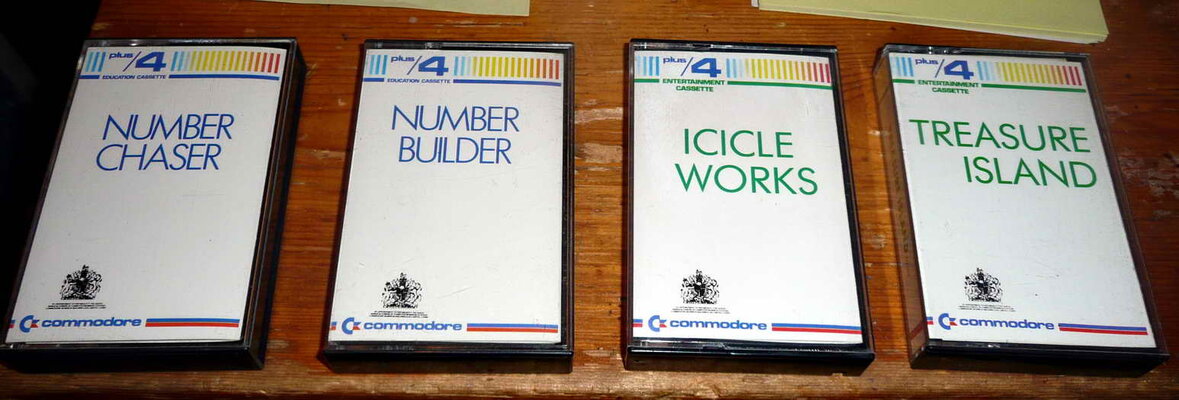 plus/4
EDUCATION CASSETTE
NUMBER
CHASER
commodore
plus/4
EDUCATION CASSETTE
NUMBER
BUILDER
commodore
plus/4
ENTERTAINMENT
CASSETTE
ICICLE
WORKS
commodore
plus/4
ENTERTAINMENT
CASSETTE
TREASURE
ISLAND
commodore